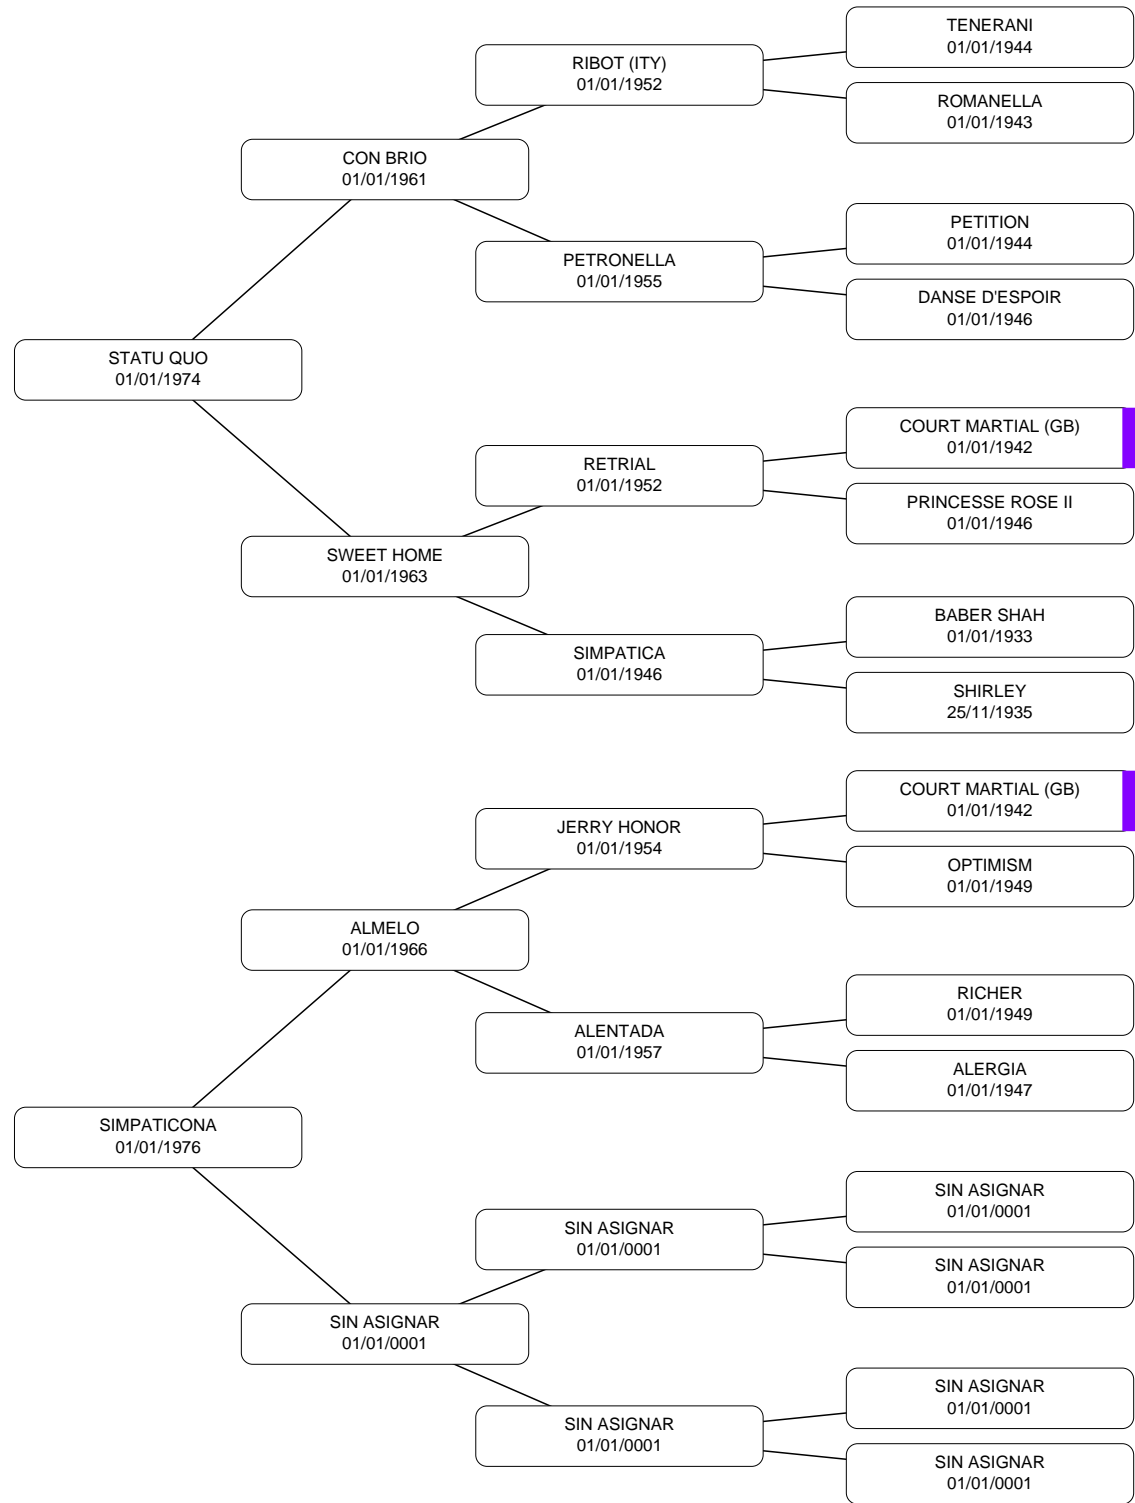 TENERANI
01/01/1944
RIBOT (ITY)
01/01/1952
ROMANELLA
01/01/1943
CON BRIO
01/01/1961
PETITION
01/01/1944
PETRONELLA
01/01/1955
DANSE D'ESPOIR
01/01/1946
STATU QUO
01/01/1974
COURT MARTIAL (GB)
01/01/1942
RETRIAL
01/01/1952
PRINCESSE ROSE II
01/01/1946
SWEET HOME
01/01/1963
BABER SHAH
01/01/1933
SIMPATICA
01/01/1946
SHIRLEY
25/11/1935
COURT MARTIAL (GB)
01/01/1942
JERRY HONOR
01/01/1954
OPTIMISM
01/01/1949
ALMELO
01/01/1966
RICHER
01/01/1949
ALENTADA
01/01/1957
ALERGIA
01/01/1947
SIMPATICONA
01/01/1976
SIN ASIGNAR
01/01/0001
SIN ASIGNAR
01/01/0001
SIN ASIGNAR
01/01/0001
SIN ASIGNAR
01/01/0001
SIN ASIGNAR
01/01/0001
SIN ASIGNAR
01/01/0001
SIN ASIGNAR
01/01/0001